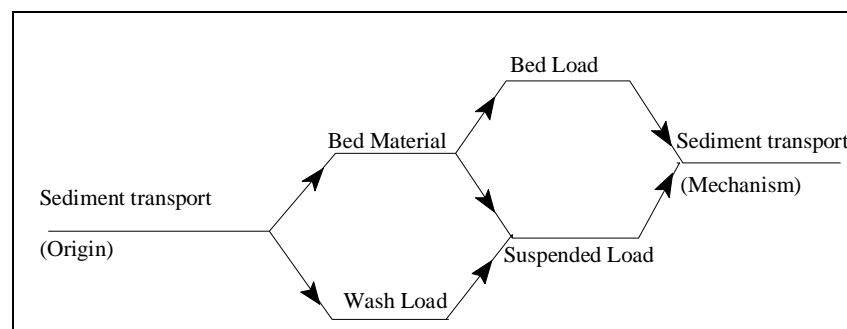 Bed Load
Bed Material
Sediment transport
(Mechanism)
Sediment transport
(Origin)
Suspended Load
Wash Load